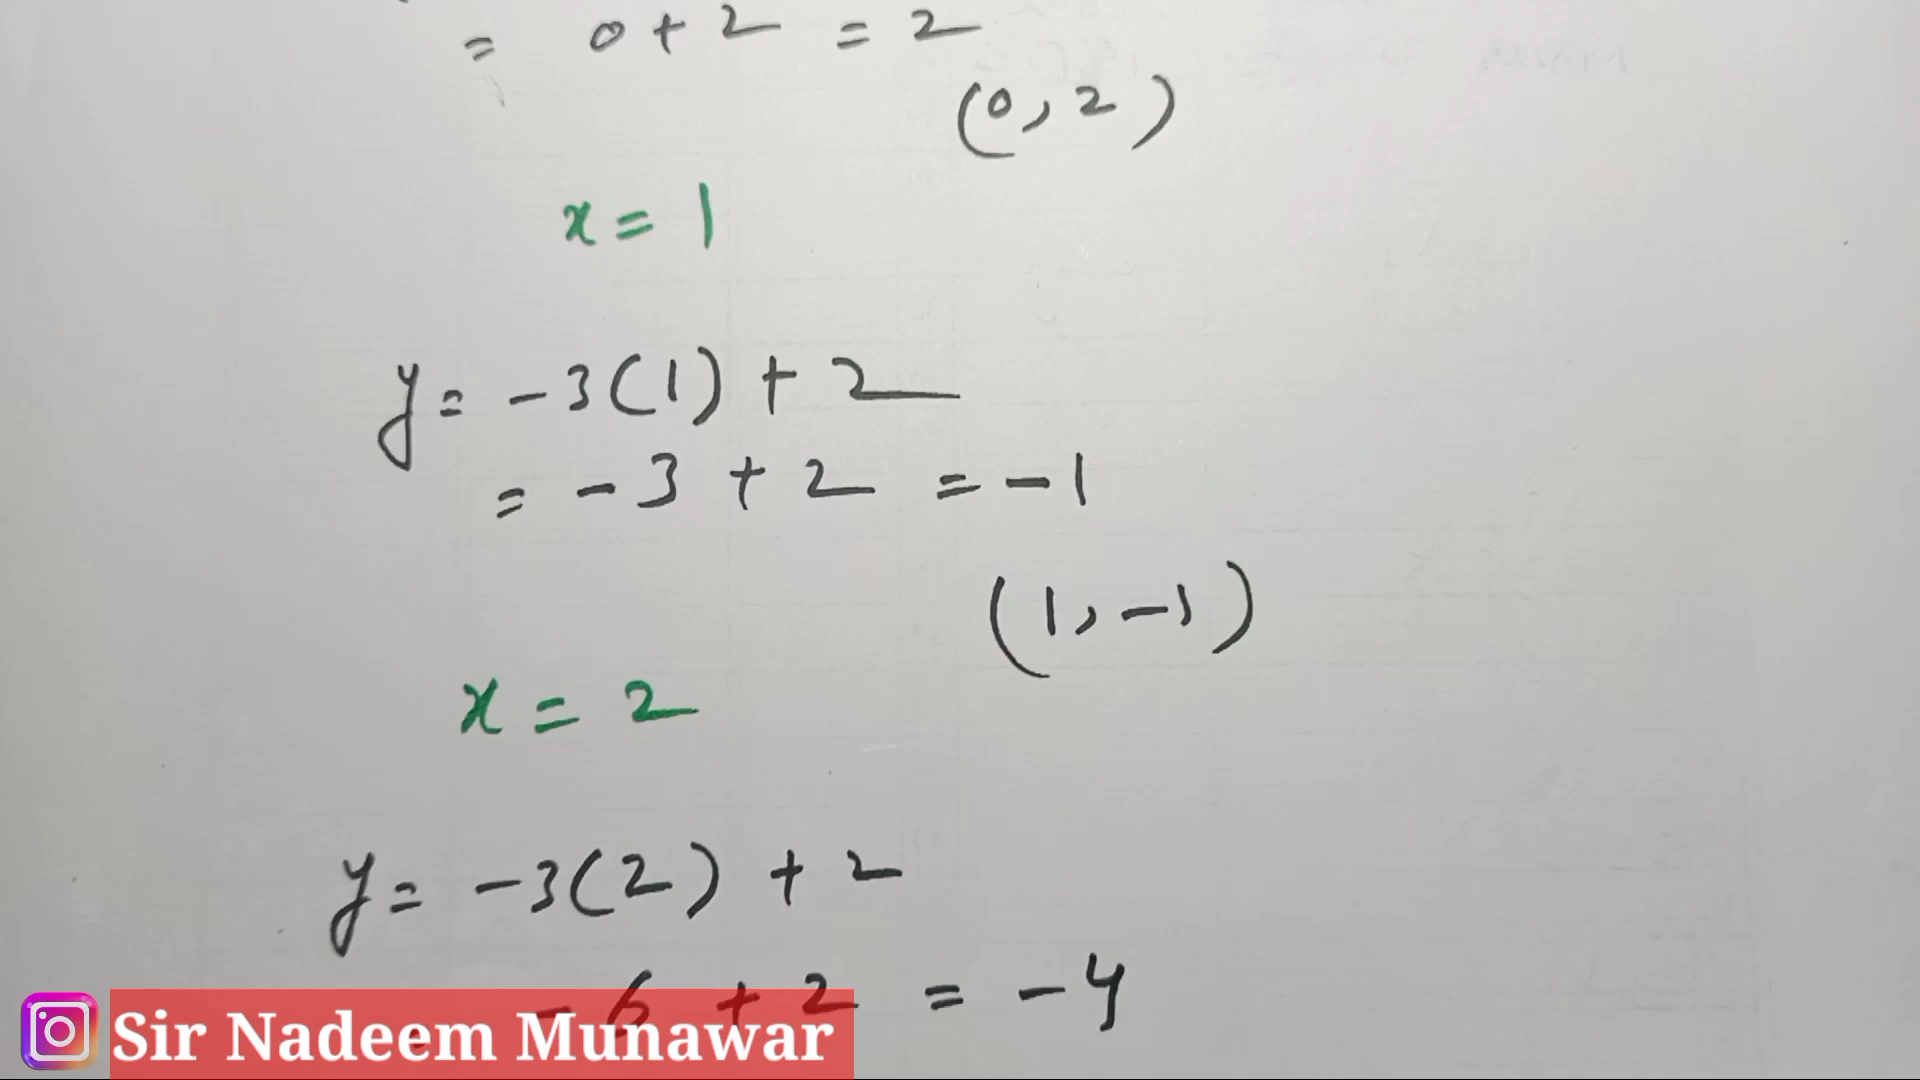 = 0 + 2 = 2
(0, 2)
x = 1
y = -3(1) + 2
= -3 + 2 = -1
(1, -1)
x = 2
y = -3(2) + 2
-6 + 2 = -4
Sir Nadeem Munawar